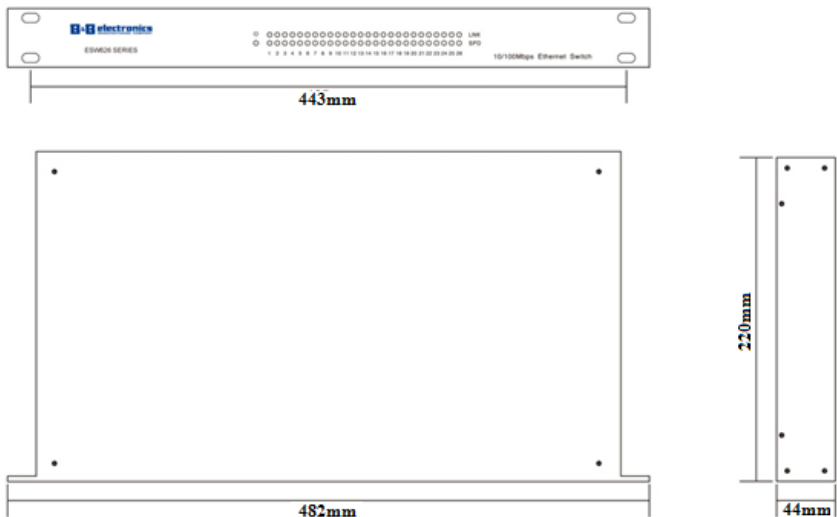 B&B electronics
LNK
SPD
ESW626 SERIES
1 2 3 4 5 6 7 8 9 10 11 12 13 14 15 16 17 18 19 20 21 22 23 24 25 26
10/100Mbps Ethernet Switch
443mm
220mm
482mm
44mm